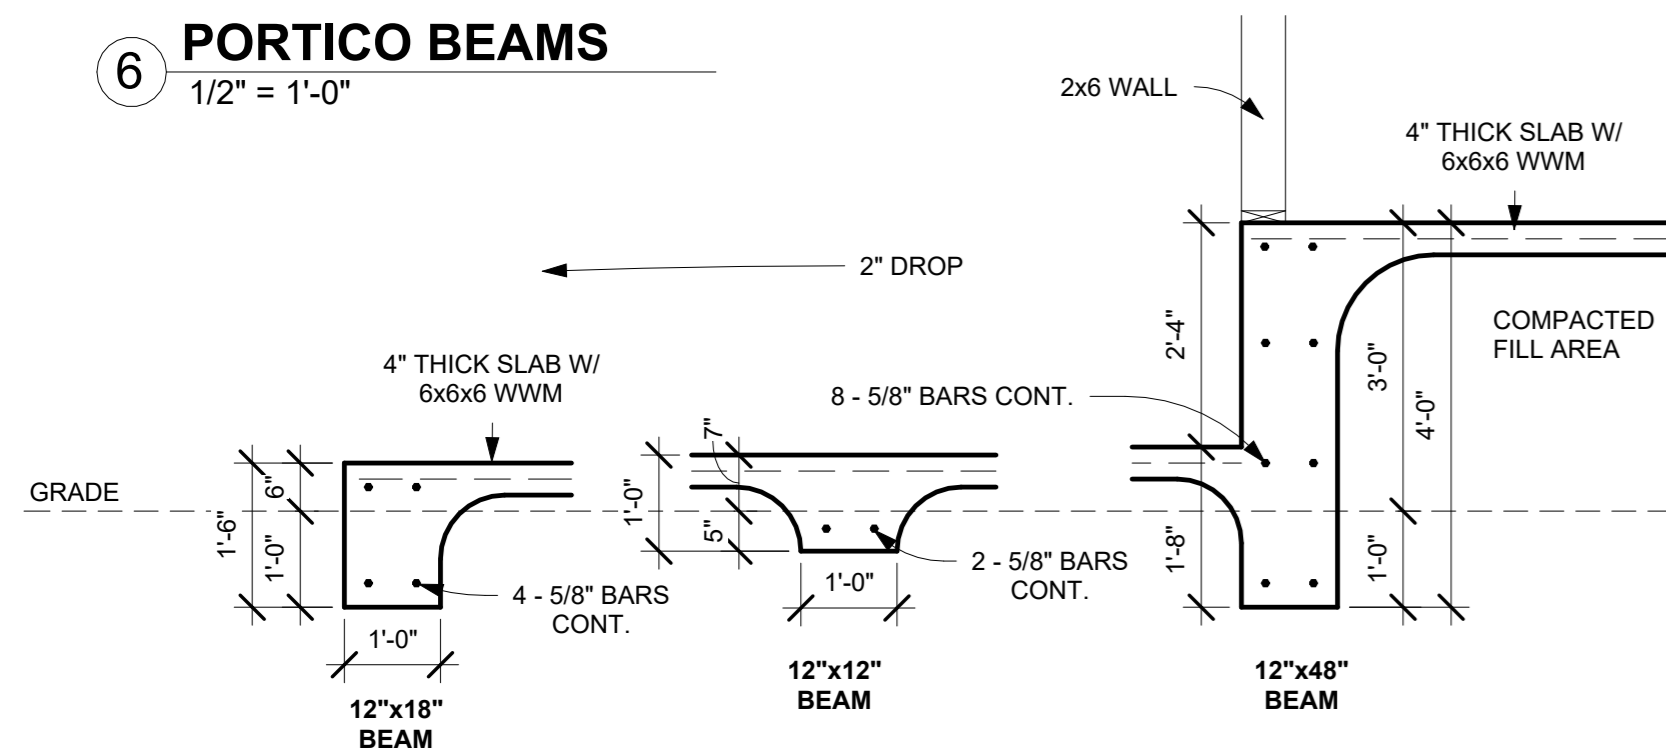 6
PORTICO BEAMS
1/2" = 1'-0"
2x6 WALL
4" THICK SLAB W/
6x6x6 WWM
2" DROP
COMPACTED
FILL AREA
4" THICK SLAB W/
6x6x6 WWM
8 - 5/8" BARS CONT.
GRADE
1'-6"
6"
1'-0"
1'-0"
4 - 5/8" BARS
CONT.
12"x18"
BEAM
1'-0"
7"
5"
1'-0"
2 - 5/8" BARS
CONT.
12"x12"
BEAM
2'-4"
1'-8"
3'-0"
1'-0"
4'-0"
12"x48"
BEAM